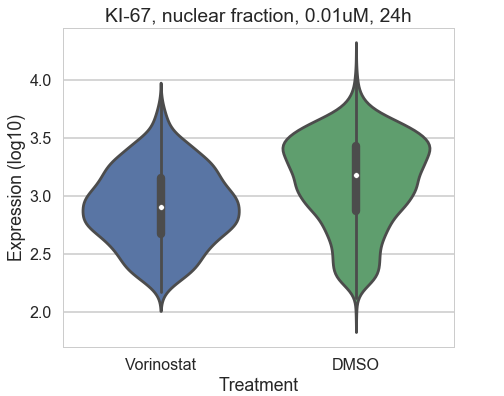 KI-67, nuclear fraction, 0.01uM, 24h
Expression (log10)
4.0
3.5
3.0
2.5
2.0
Vorinostat DMSO
Treatment